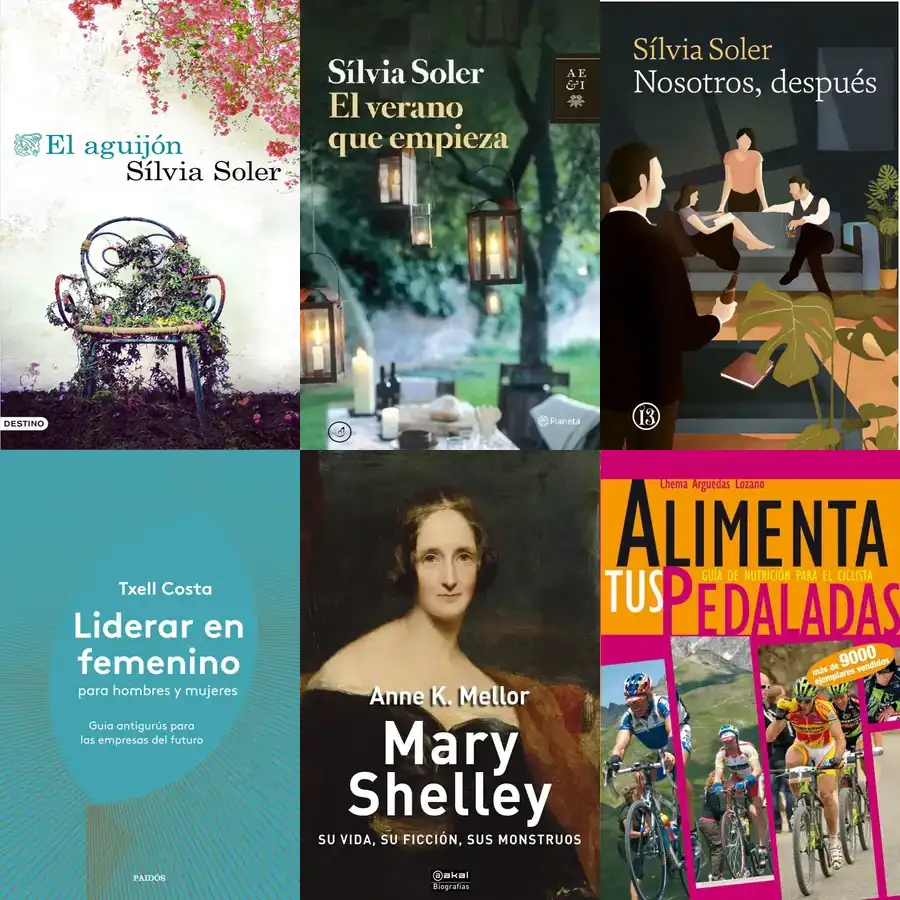 El aguijón
Sílvia Soler
DESTINO
Sílvia Soler
El verano
que empieza
AE
&I
Planeta
Sílvia Soler
Nosotros, después
13
Txell Costa
Liderar en
femenino
para hombres y mujeres
Guía antigurús para
las empresas del futuro
PAIDÓS
Anne K. Mellor
Mary
Shelley
SU VIDA, SU FICCIÓN, SUS MONSTRUOS
akal
Biografías
Chema Arguedas Lozano
ALIMENTA
GUÍA DE NUTRICIÓN PARA EL CICLISTA
TUS PEDALADAS
más de 9000
ejemplares vendidos